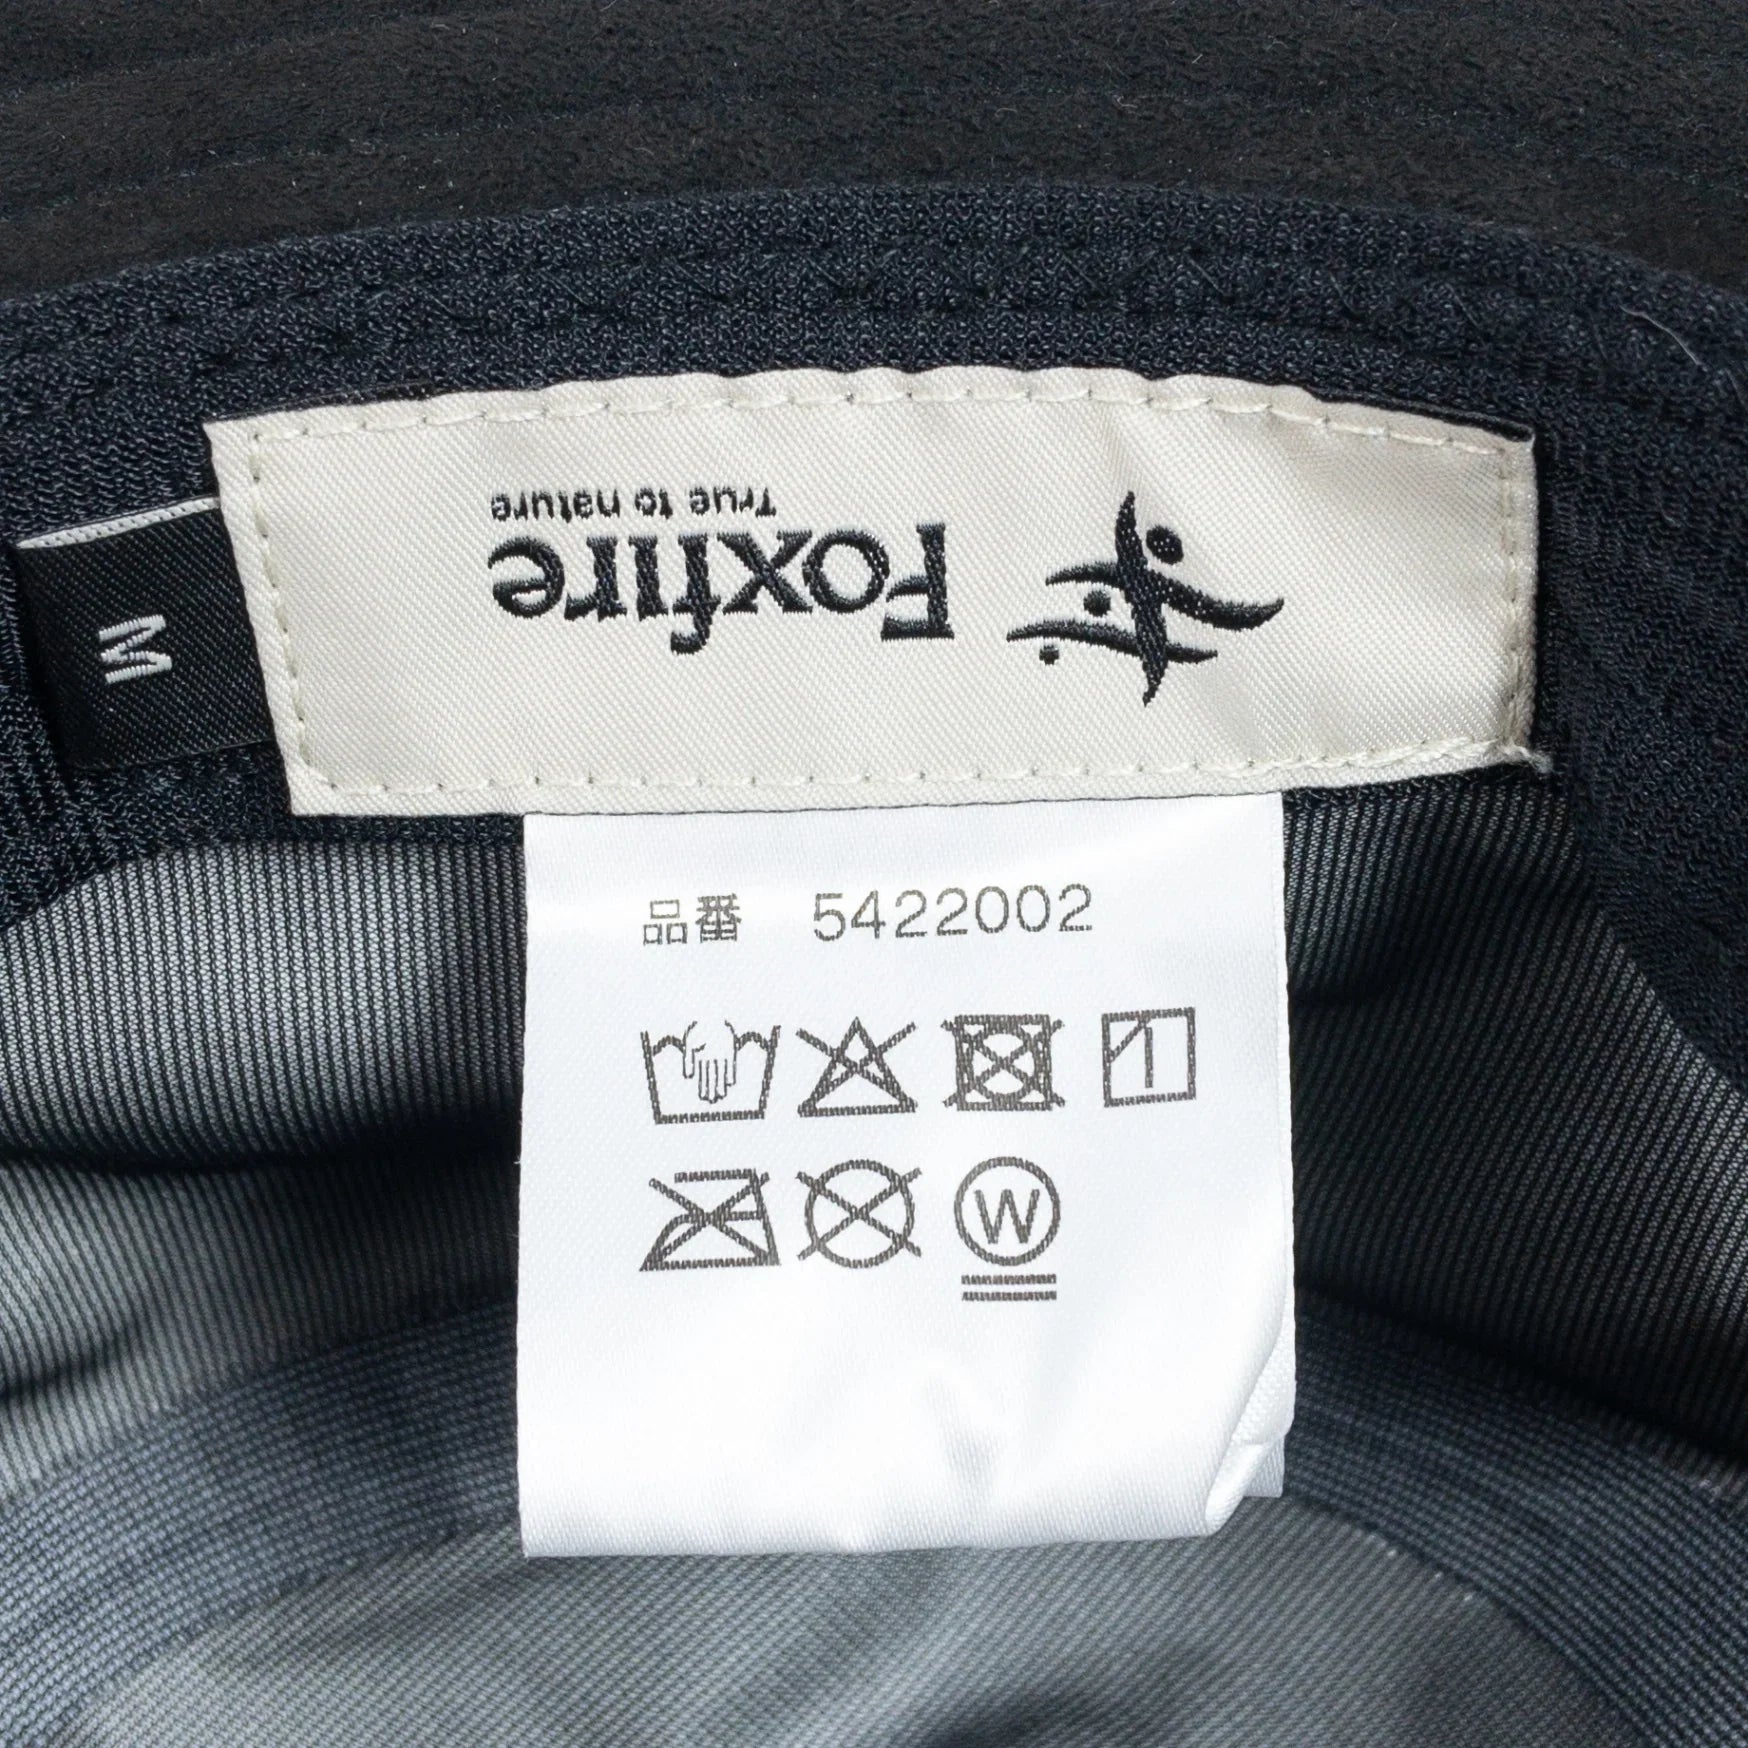 Foxfire
True to nature
M
品番 5422002
W